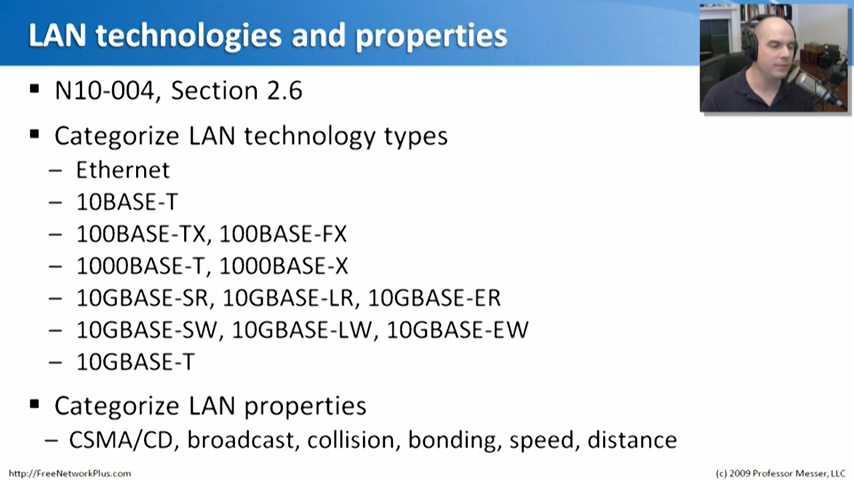 LAN technologies and properties
▪ N10-004, Section 2.6
▪ Categorize LAN technology types
– Ethernet
– 10BASE-T
– 100BASE-TX, 100BASE-FX
– 1000BASE-T, 1000BASE-X
– 10GBASE-SR, 10GBASE-LR, 10GBASE-ER
– 10GBASE-SW, 10GBASE-LW, 10GBASE-EW
– 10GBASE-T
▪ Categorize LAN properties
– CSMA/CD, broadcast, collision, bonding, speed, distance
http://FreeNetworkPlus.com
(c) 2009 Professor Messer, LLC